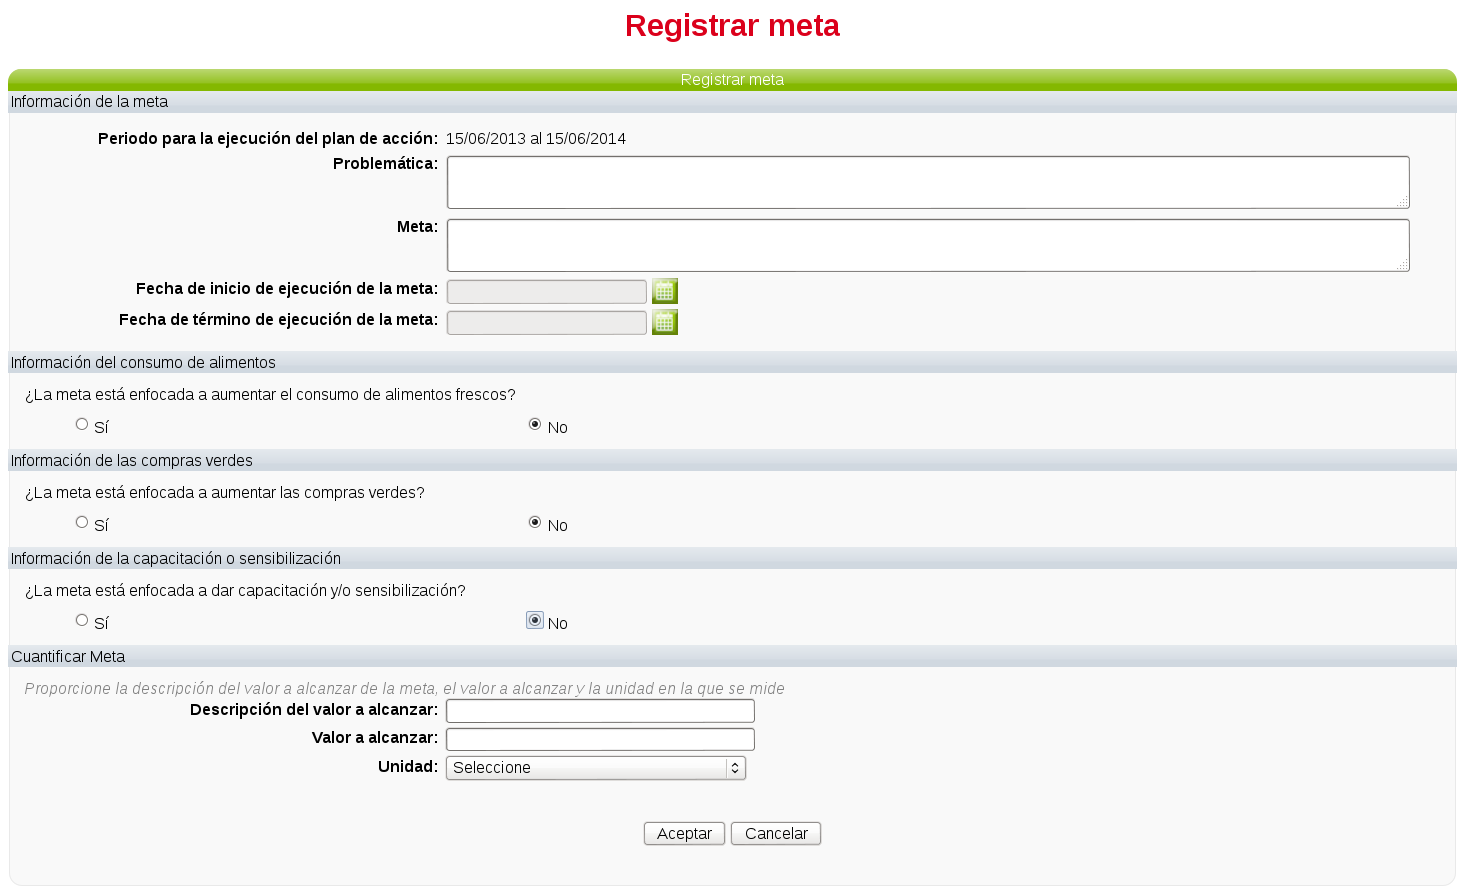 Registrar meta
Registrar meta
Información de la meta
Periodo para la ejecución del plan de acción: 15/06/2013 al 15/06/2014
Problemática:
Meta:
Fecha de inicio de ejecución de la meta:
Fecha de término de ejecución de la meta:
Información del consumo de alimentos
¿La meta está enfocada a aumentar el consumo de alimentos frescos?
Sí No
Información de las compras verdes
¿La meta está enfocada a aumentar las compras verdes?
Sí No
Información de la capacitación o sensibilización
¿La meta está enfocada a dar capacitación y/o sensibilización?
Sí No
Cuantificar Meta
Proporcione la descripción del valor a alcanzar de la meta, el valor a alcanzar y la unidad en la que se mide
Descripción del valor a alcanzar:
Valor a alcanzar:
Unidad: Seleccione
Aceptar Cancelar